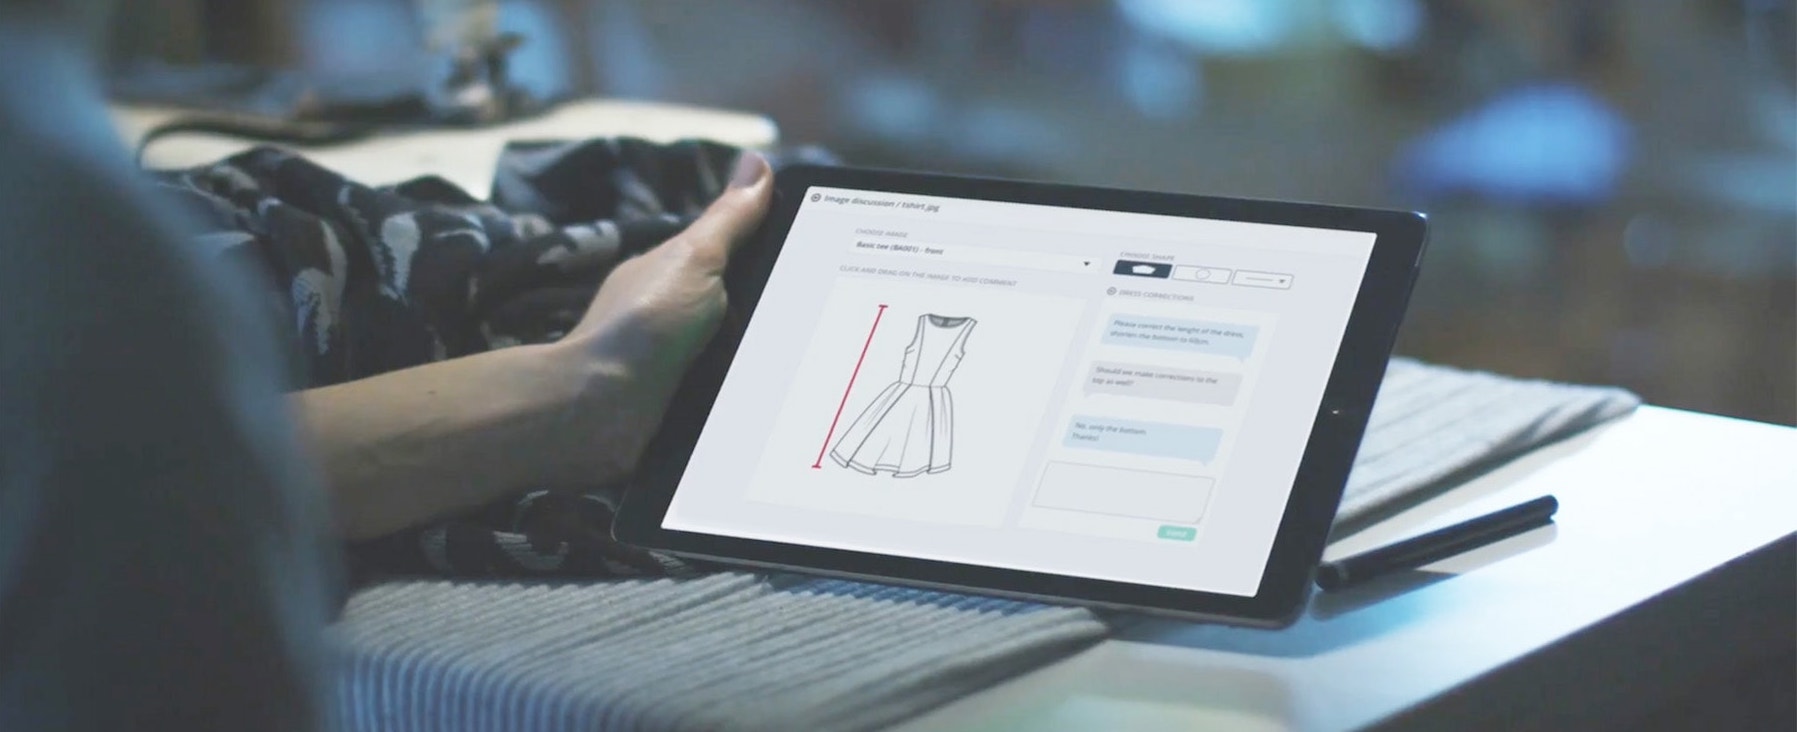 Image discussion / tshirt.jpg
CHOOSE IMAGE
Basic tee (BA001) - front
CLICK AND DRAG ON THE IMAGE TO ADD COMMENT
CHOOSE SHAPE
DRESS CORRECTIONS
Please correct the lenght of the dress,
shorten the bottom to 60cm.
Should we make corrections to the
top as well?
No, only the bottom.
Thanks!
Send